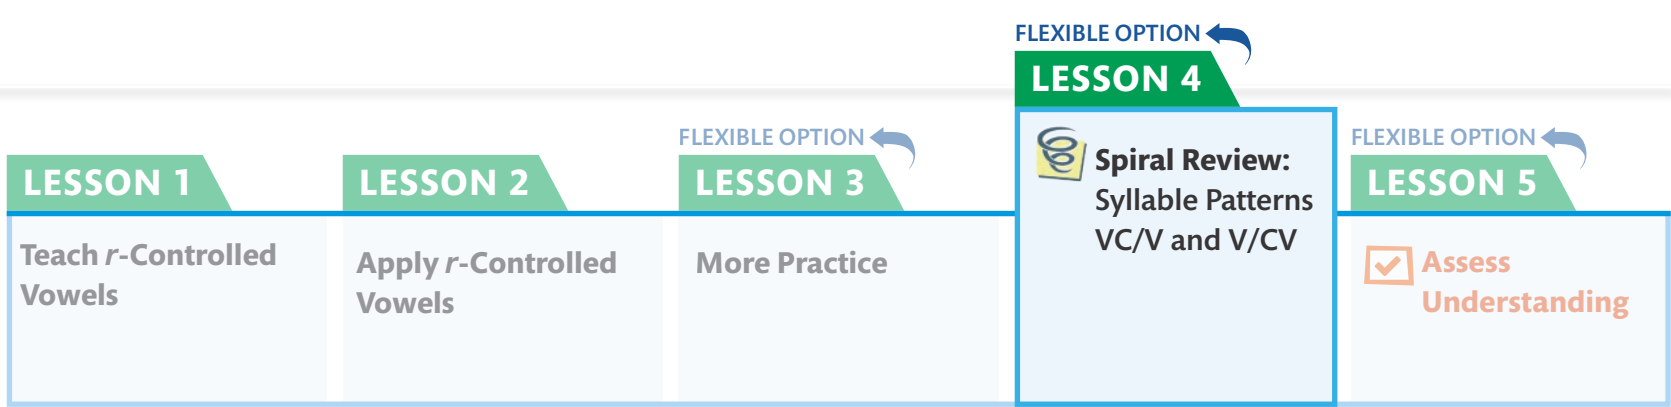 FLEXIBLE OPTION
LESSON 4
Spiral Review:
Syllable Patterns
VC/V and V/CV
LESSON 1
Teach r-Controlled
Vowels
LESSON 2
Apply r-Controlled
Vowels
FLEXIBLE OPTION
LESSON 3
More Practice
FLEXIBLE OPTION
LESSON 5
Assess
Understanding